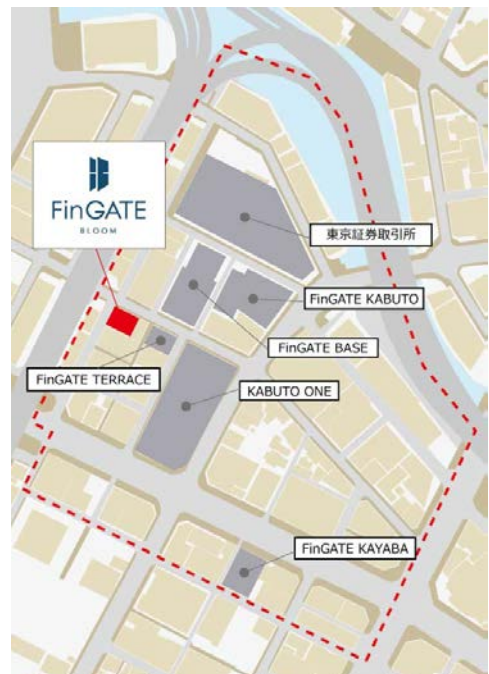 FinGATE
BLOOM
東京証券取引所
FinGATE KABUTO
FinGATE BASE
FinGATE TERRACE
KABUTO ONE
FinGATE KAYABA